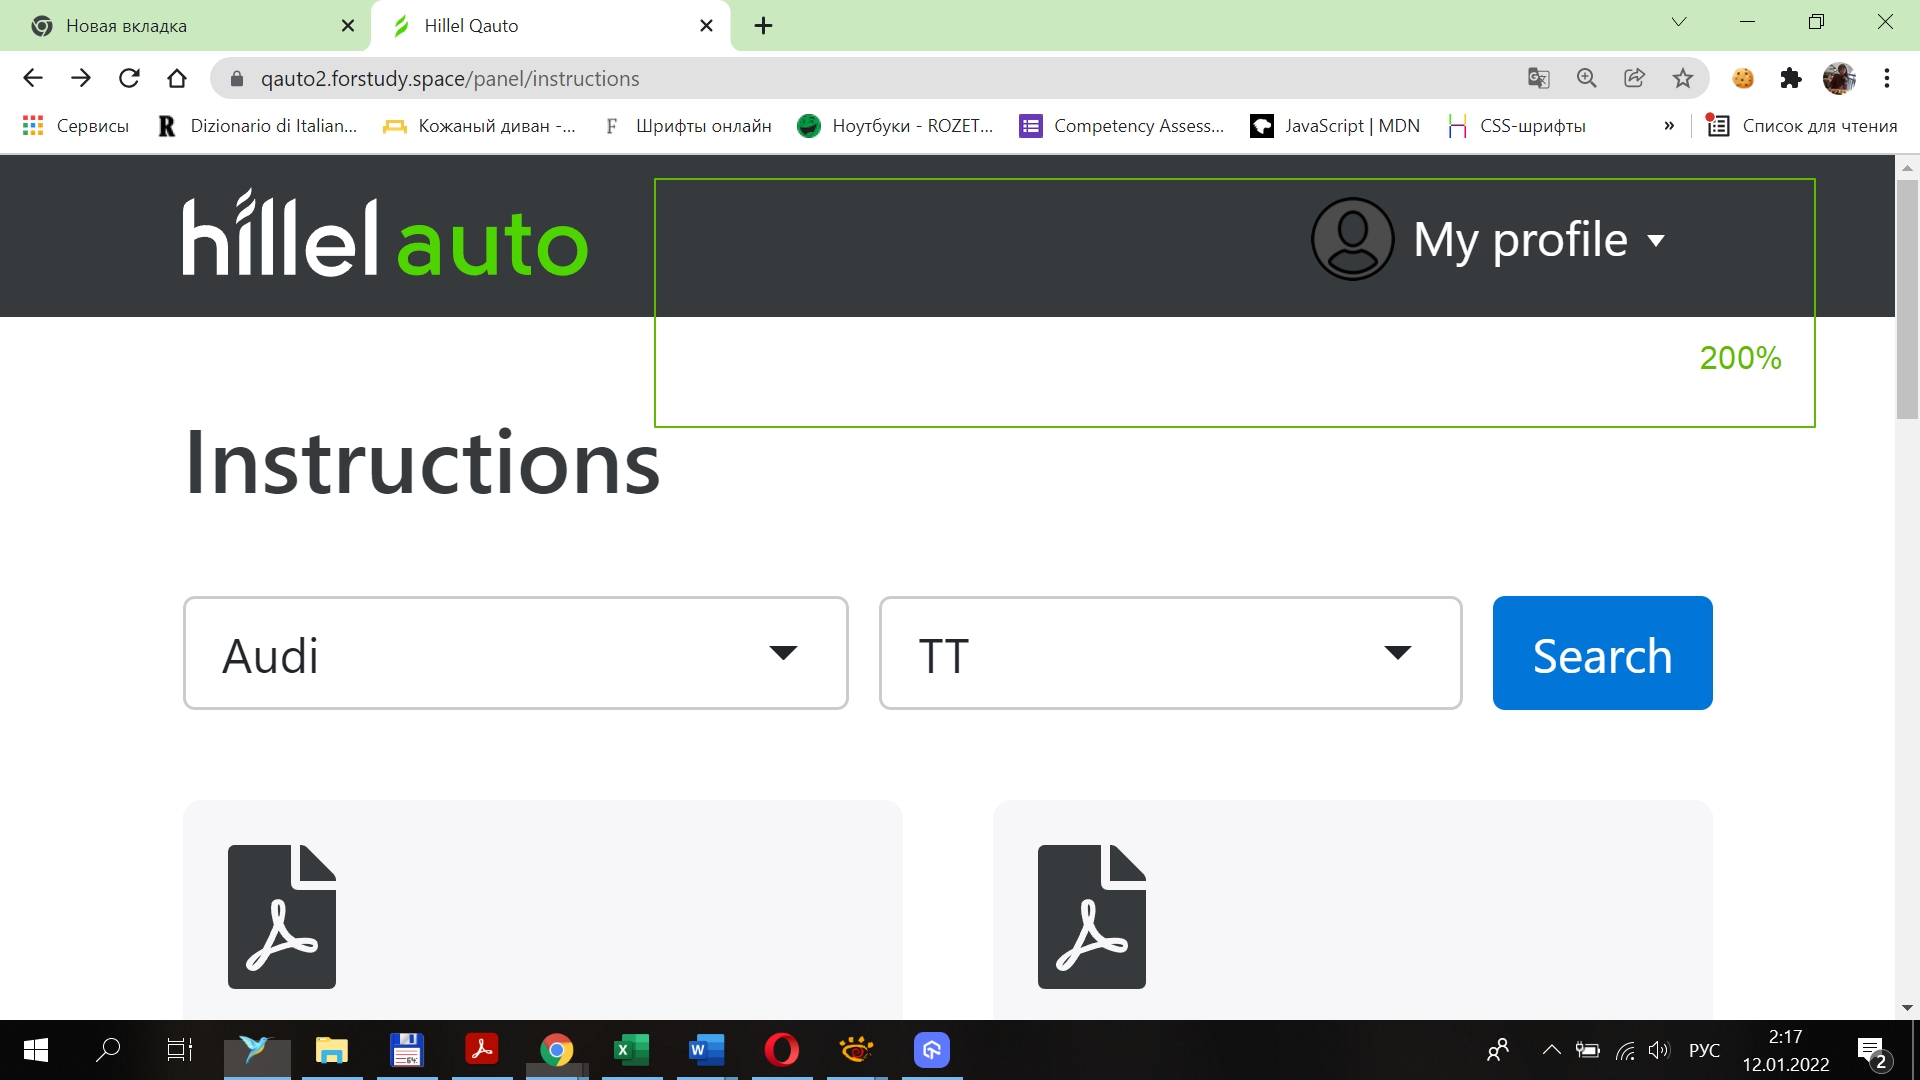 Новая вкладка
Hillel Qauto
qauto2.forstudy.space/panel/instructions
Сервисы
R
Dizionario di Italian...
Кожаный диван -...
F
Шрифты онлайн
Ноутбуки - ROZET...
Competency Assess...
JavaScript | MDN
CSS-шрифты
»
Список для чтения
hillel auto
My profile
200%
Instructions
Audi
TT
Search
64
X
W
РУС
2:17
12.01.2022
2